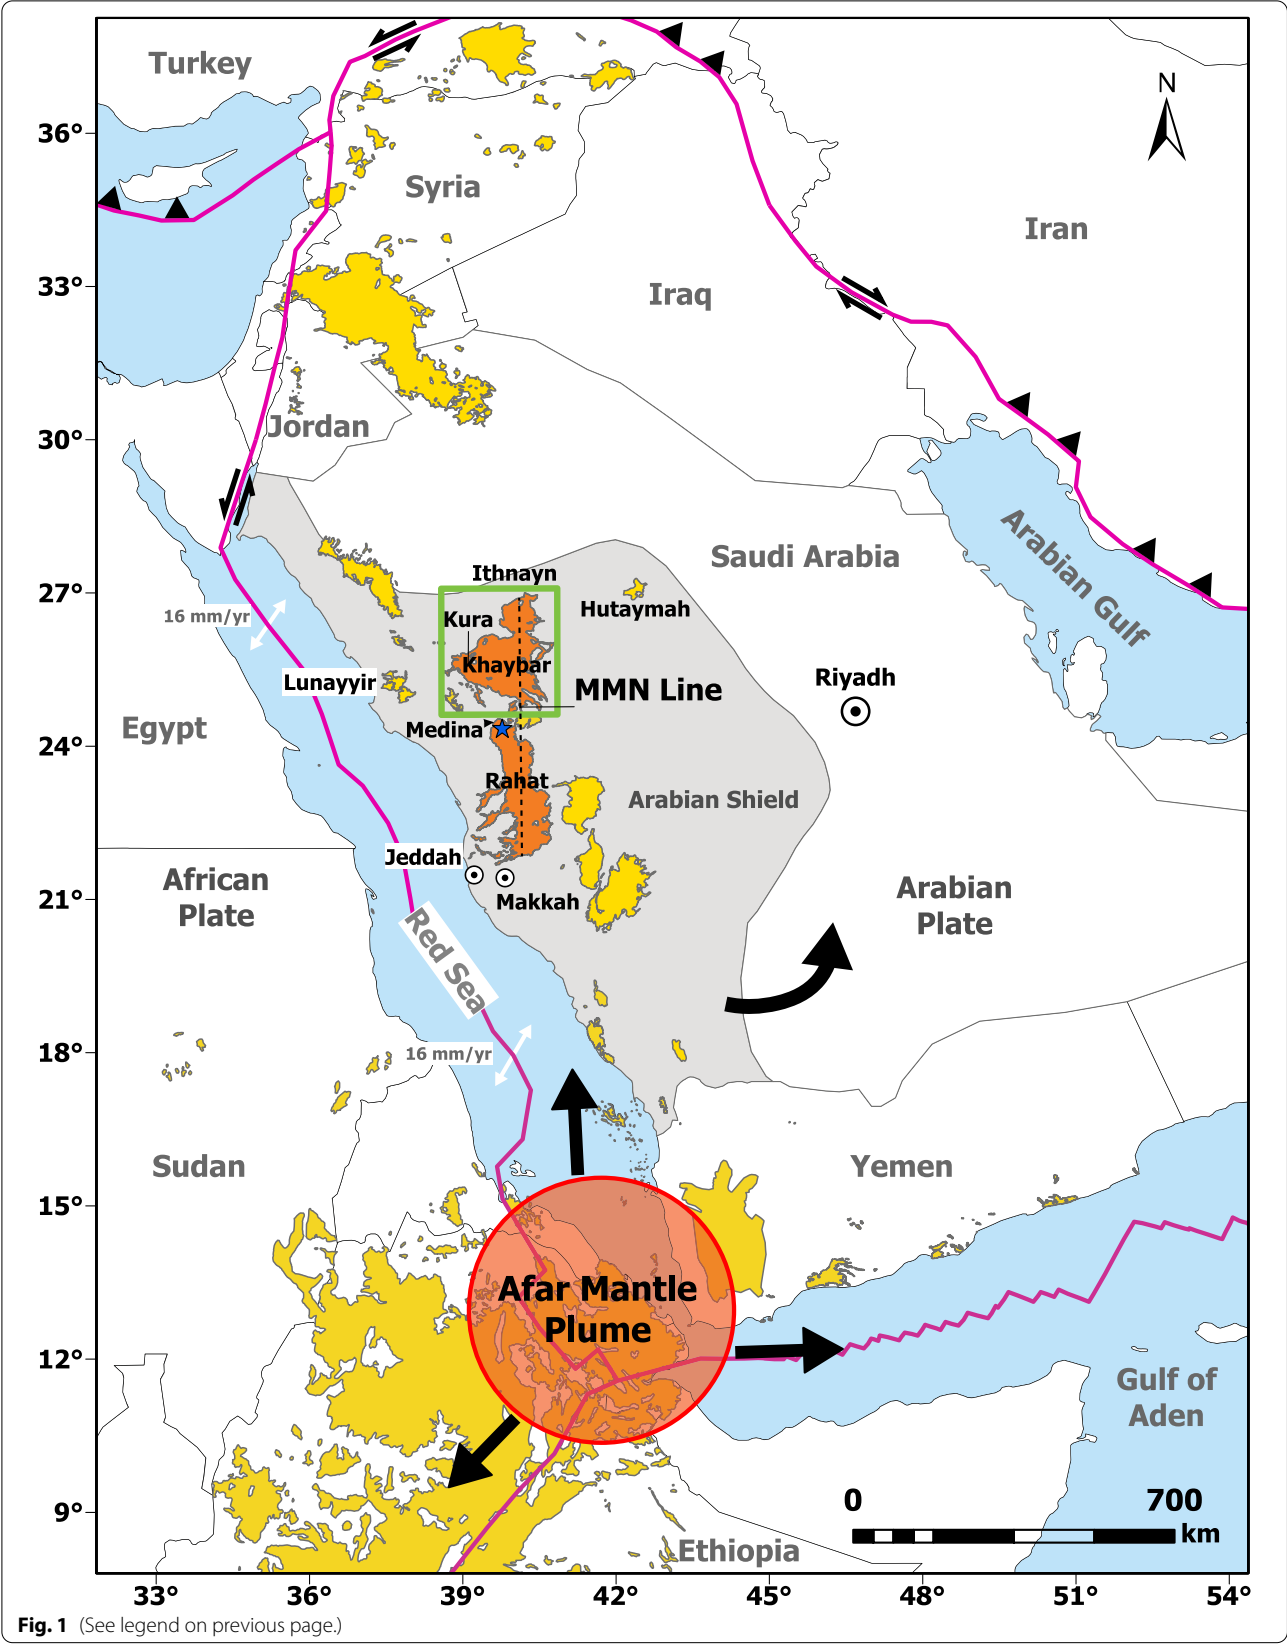 Turkey
N
36°
Syria
Iran
33°
Iraq
Jordan
30°
Arabian Gulf
Saudi Arabia
27°
Ithnayn
Hutaymah
16 mm/yr
Kura
Khaybar
Lunayyir
Riyadh
MMN Line
Egypt
Medina
24°
Rahat
Arabian Shield
Jeddah
African
Plate
Makkah
21°
Arabian
Plate
Red Sea
18°
16 mm/yr
Sudan
Yemen
15°
Afar Mantle
Plume
12°
Gulf of
Aden
9°
0 700
km
Ethiopia
33° 36° 39° 42° 45° 48° 51° 54°
Fig. 1 (See legend on previous page.)